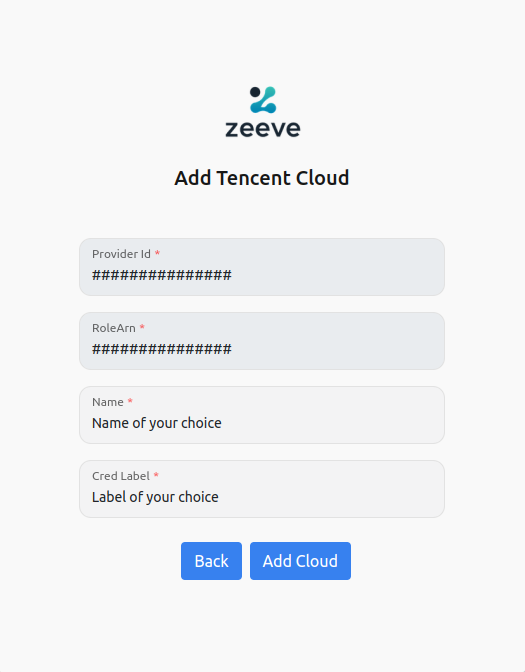 zeeve
Add Tencent Cloud
Provider Id *
###############
RoleArn *
###############
Name *
Name of your choice
Cred Label *
Label of your choice
Back Add Cloud